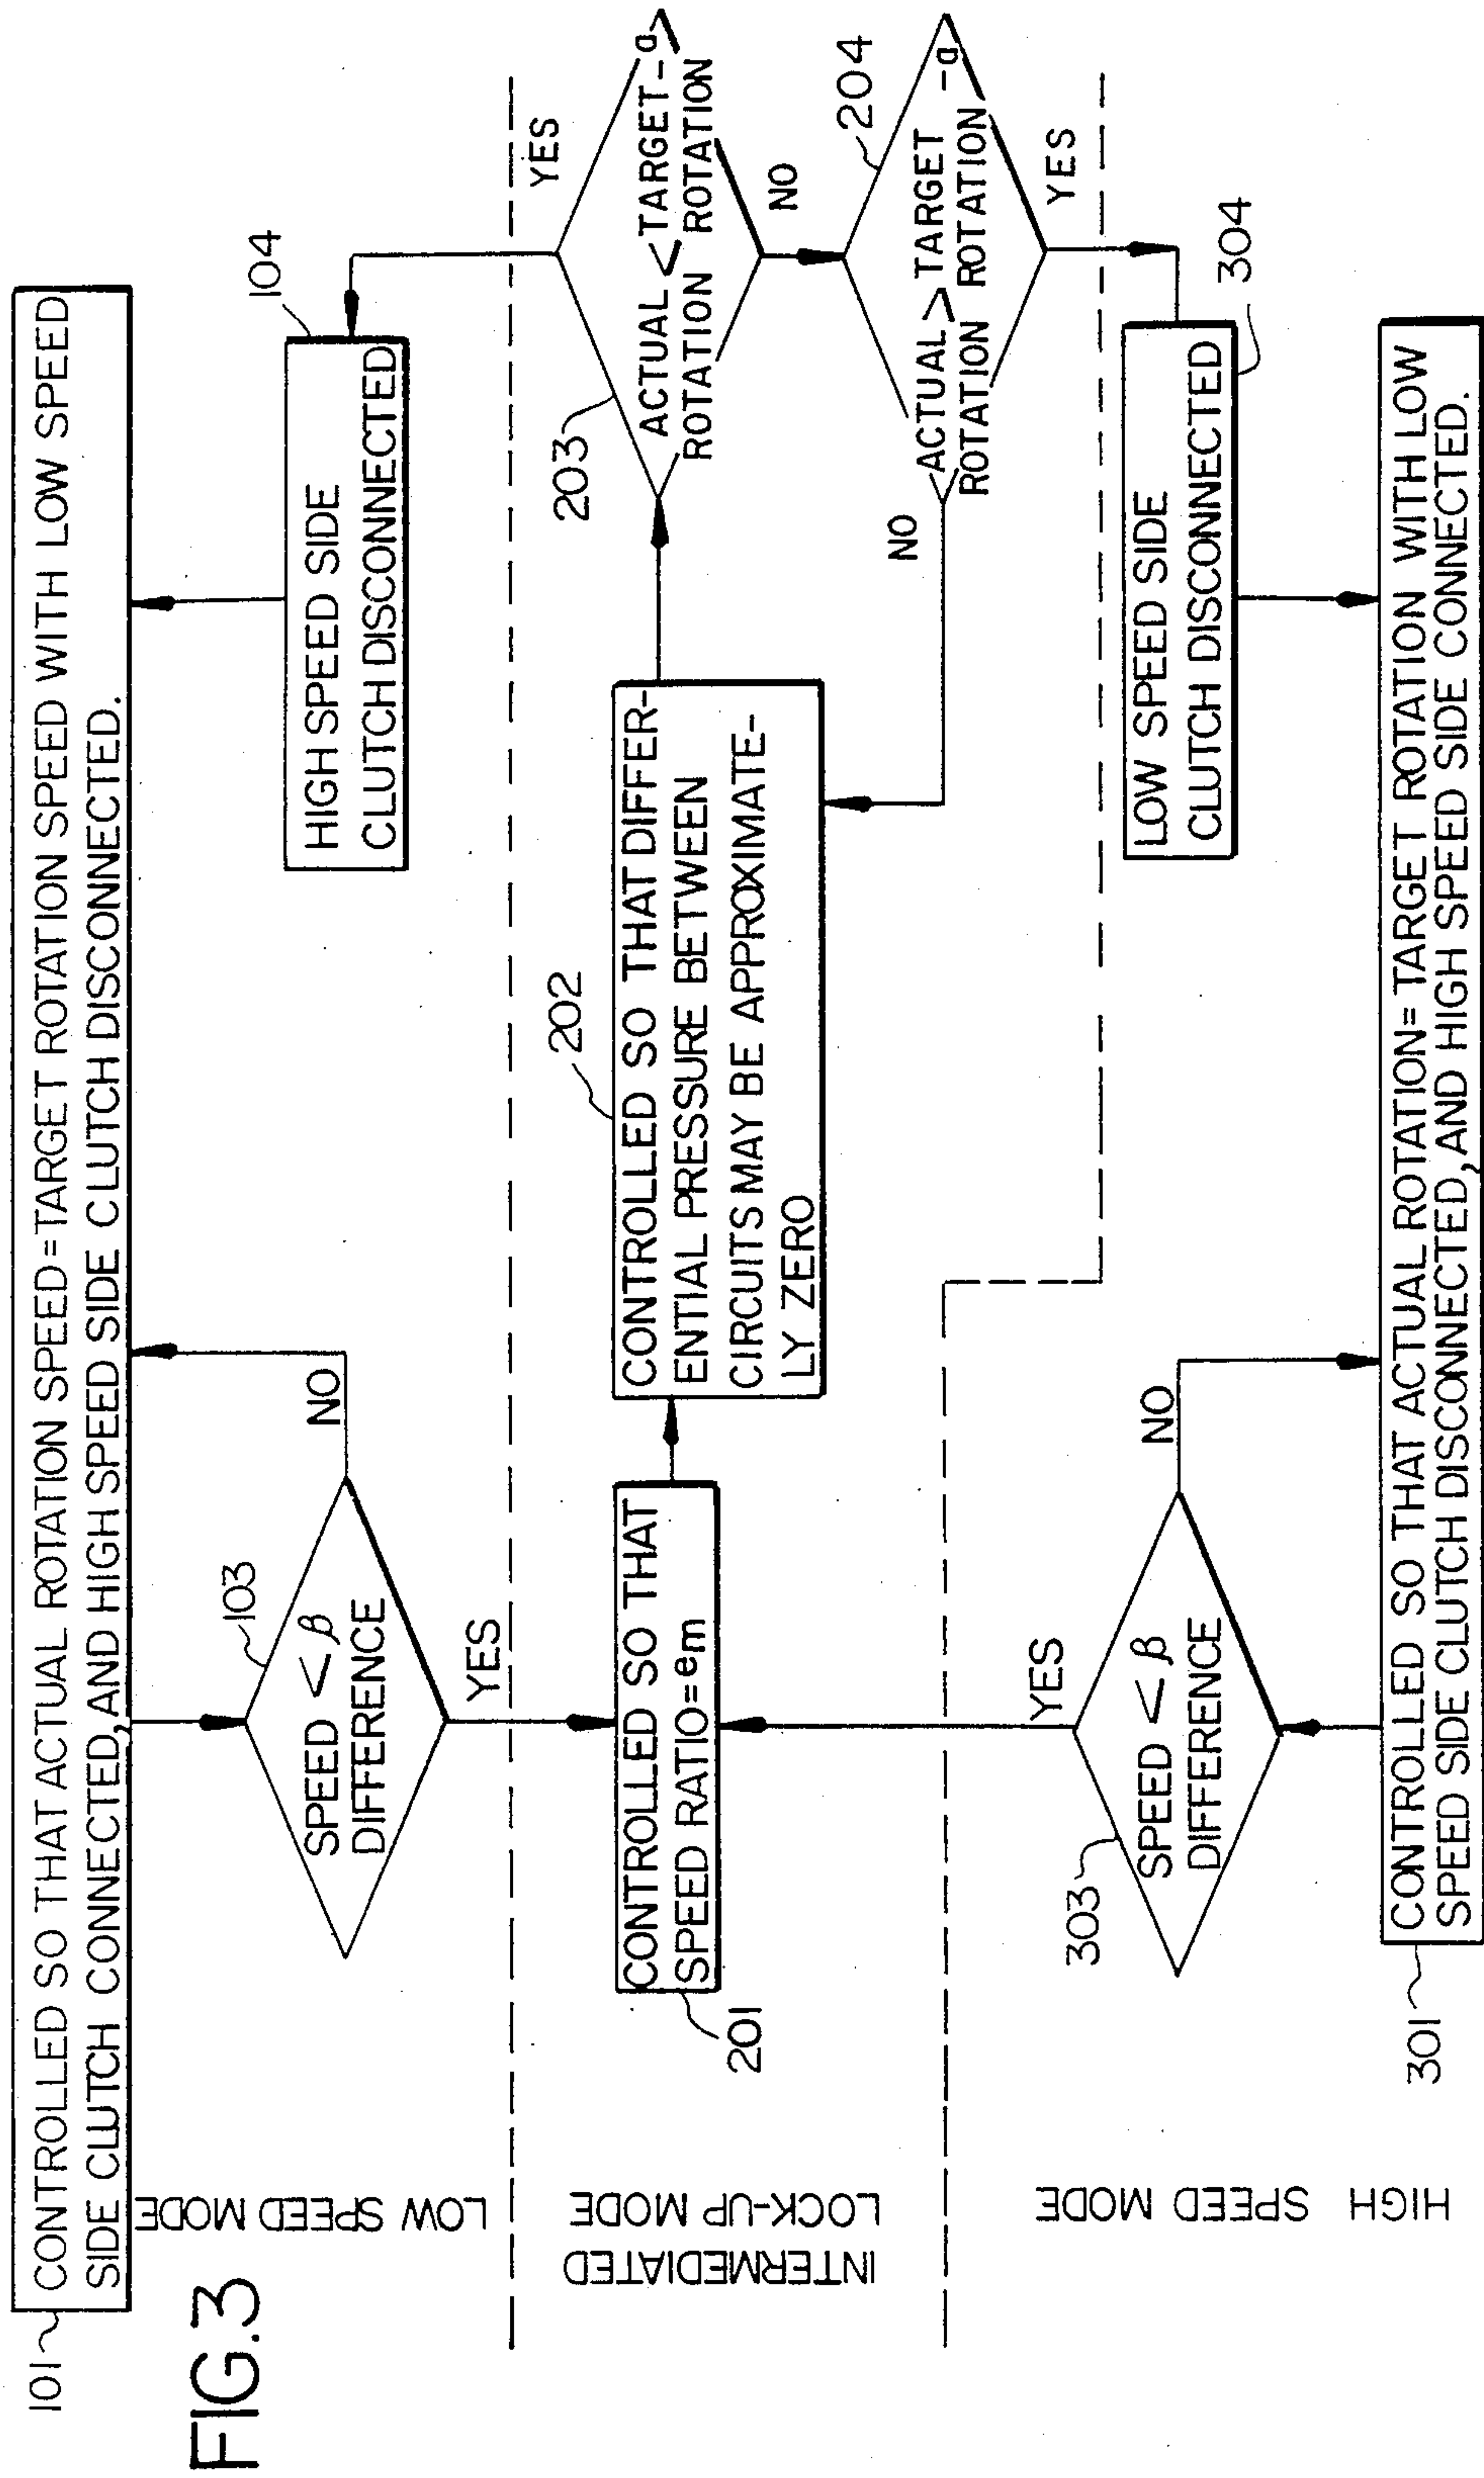 FIG.3
101
CONTROLLED SO THAT ACTUAL ROTATION SPEED = TARGET ROTATION SPEED WITH LOW SPEED
SIDE CLUTCH CONNECTED, AND HIGH SPEED SIDE CLUTCH DISCONNECTED.
LOW SPEED MODE
103
SPEED < β
DIFFERENCE
NO
YES
104
HIGH SPEED SIDE
CLUTCH DISCONNECTED
INTERMEDIATED
LOCK-UP MODE
201
CONTROLLED SO THAT
SPEED RATIO = em
202
CONTROLLED SO THAT DIFFER-
ENTIAL PRESSURE BETWEEN
CIRCUITS MAY BE APPROXIMATE-
LY ZERO
203
YES
ACTUAL < TARGET - a
ROTATION ROTATION
NO
204
ACTUAL > TARGET - a
ROTATION ROTATION
NO
YES
HIGH SPEED MODE
303
SPEED < β
DIFFERENCE
YES
NO
304
LOW SPEED SIDE
CLUTCH DISCONNECTED
301
CONTROLLED SO THAT ACTUAL ROTATION = TARGET ROTATION WITH LOW
SPEED SIDE CLUTCH DISCONNECTED, AND HIGH SPEED SIDE CONNECTED.